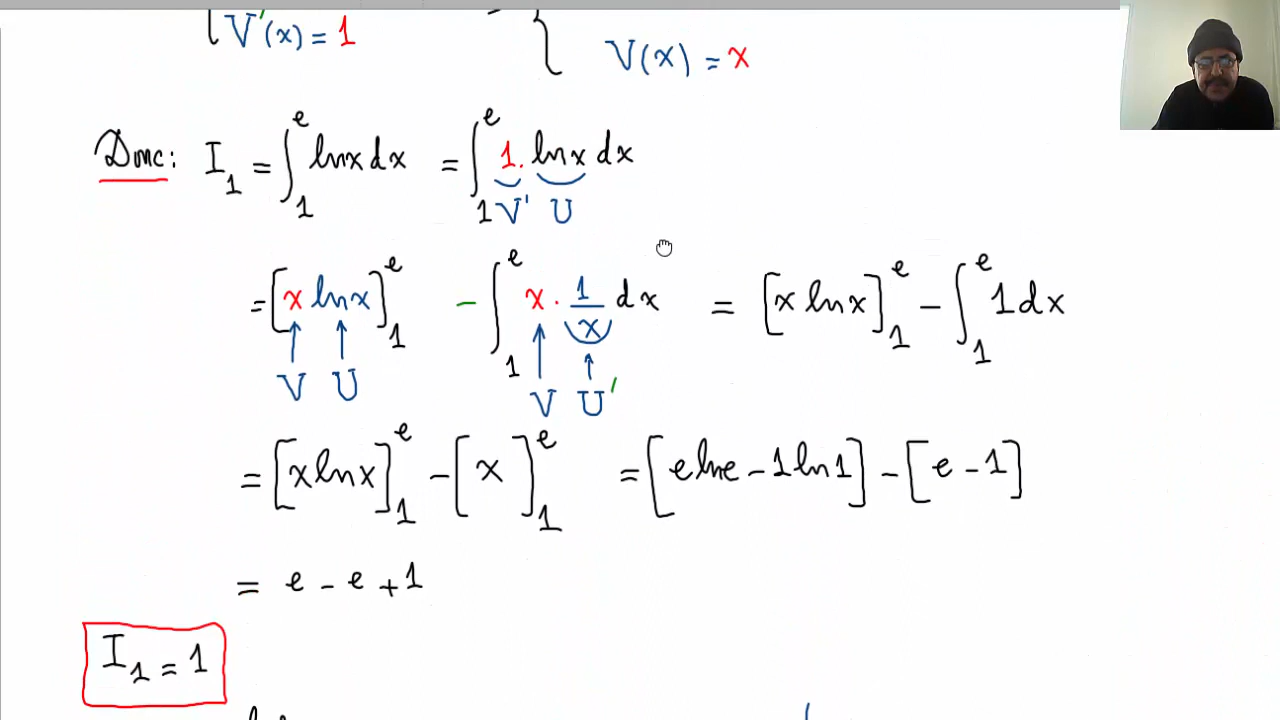 V'(x) = 1
V(x) = x
Donc: I₁ = ∫₁ᵉ lnx dx = ∫₁ᵉ 1. lnx dx
V' U
= [x lnx]₁ᵉ - ∫₁ᵉ x · 1/x dx = [x lnx]₁ᵉ - ∫₁ᵉ 1dx
V U V U'
= [xlnx]₁ᵉ - [x]₁ᵉ = [elne - 1ln1] - [e - 1]
= e - e + 1
I₁ = 1